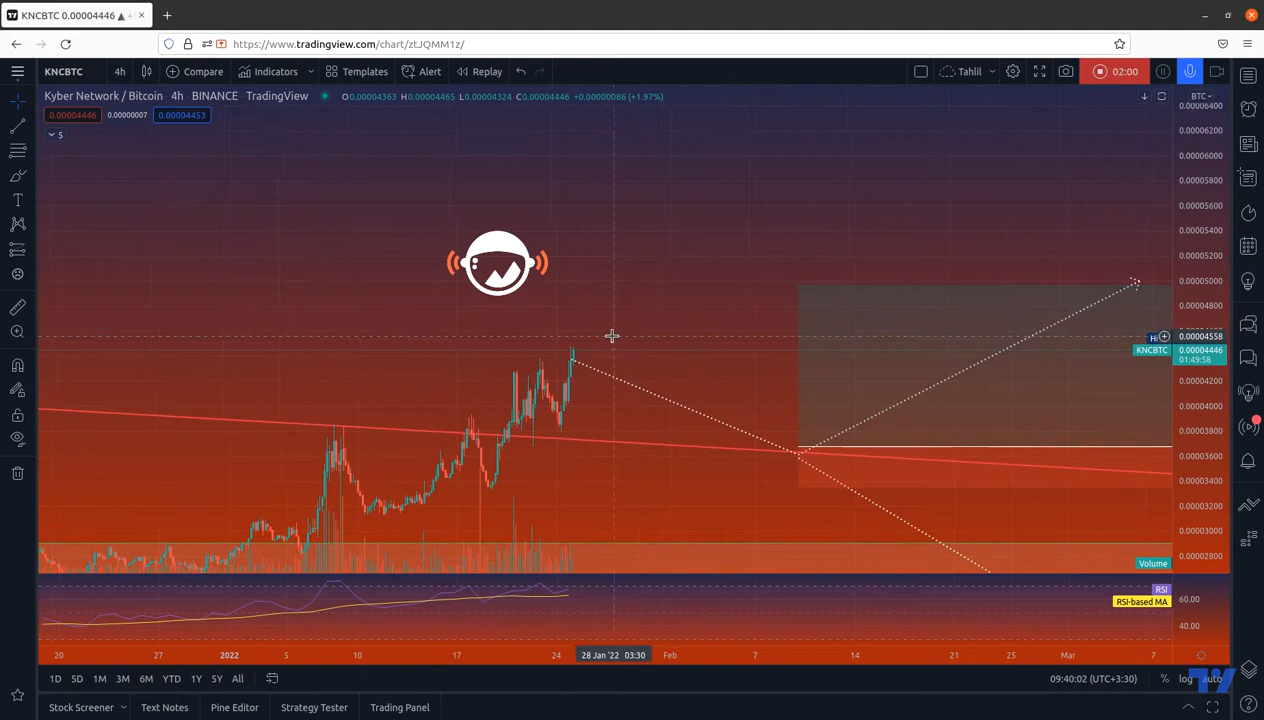 KNCBTC 0.00004446 ▲ +
https://www.tradingview.com/chart/ztJQMM1z/
KNCBTC 4h Compare Indicators Templates Alert Replay Tahlil 02:00
Kyber Network / Bitcoin 4h BINANCE TradingView O0.00004363 H0.00004465 L0.00004324 C0.00004446 +0.00000086 (+1.97%) BTC
0.00004446 0.00000007 0.00004453
5
0.00006400
0.00006200
0.00006000
0.00005800
0.00005600
0.00005400
0.00005200
0.00005000
0.00004800
Hi 0.00004558
KNCBTC 0.00004446
01:49:58
0.00004200
0.00004000
0.00003800
0.00003600
0.00003400
0.00003200
0.00003000
0.00002800
Volume
RSI
RSI-based MA 60.00
40.00
20 27 2022 5 10 17 24 28 Jan '22 03:30 Feb 7 14 21 25 Mar 7
1D 5D 1M 3M 6M YTD 1Y 5Y All 09:40:02 (UTC+3:30) % log auto
Stock Screener Text Notes Pine Editor Strategy Tester Trading Panel